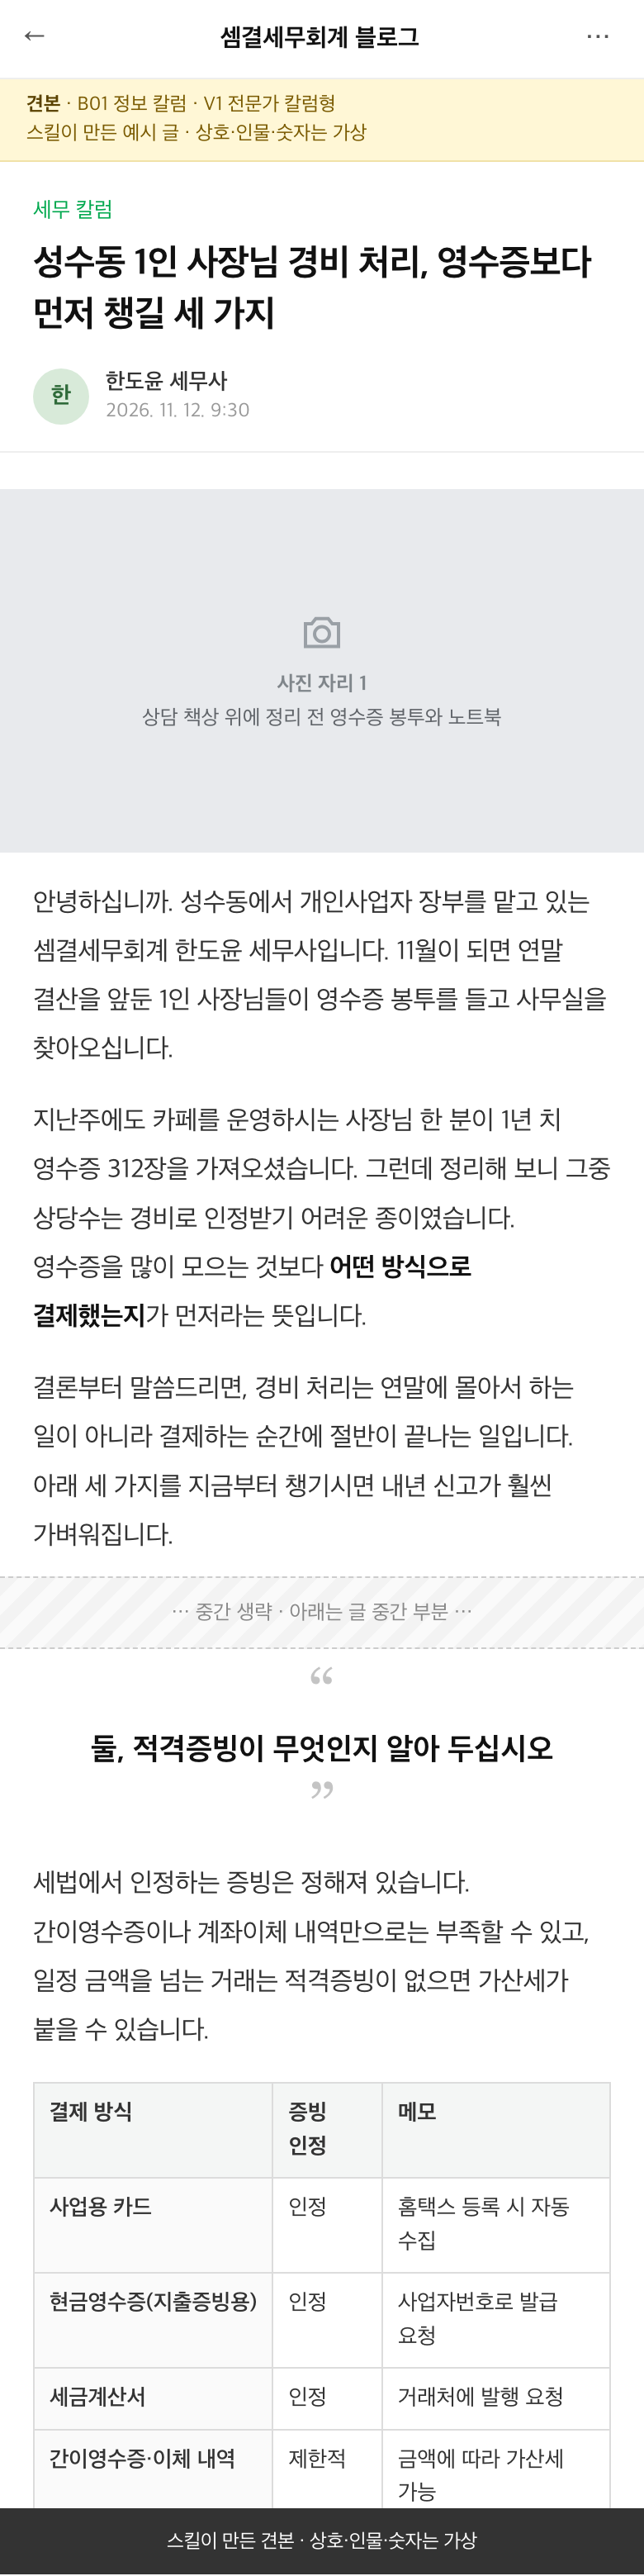 ← 셈결세무회계 블로그 ···
견본 · B01 정보 칼럼 · V1 전문가 칼럼형
스킬이 만든 예시 글 · 상호·인물·숫자는 가상
세무 칼럼
성수동 1인 사장님 경비 처리, 영수증보다
먼저 챙길 세 가지
한
한도윤 세무사
2026. 11. 12. 9:30
사진 자리 1
상담 책상 위에 정리 전 영수증 봉투와 노트북
안녕하십니까. 성수동에서 개인사업자 장부를 맡고 있는
셈결세무회계 한도윤 세무사입니다. 11월이 되면 연말
결산을 앞둔 1인 사장님들이 영수증 봉투를 들고 사무실을
찾아오십니다.
지난주에도 카페를 운영하시는 사장님 한 분이 1년 치
영수증 312장을 가져오셨습니다. 그런데 정리해 보니 그중
상당수는 경비로 인정받기 어려운 종이였습니다.
영수증을 많이 모으는 것보다 어떤 방식으로
결제했는지가 먼저라는 뜻입니다.
결론부터 말씀드리면, 경비 처리는 연말에 몰아서 하는
일이 아니라 결제하는 순간에 절반이 끝나는 일입니다.
아래 세 가지를 지금부터 챙기시면 내년 신고가 훨씬
가벼워집니다.
··· 중간 생략 · 아래는 글 중간 부분 ···
“
둘, 적격증빙이 무엇인지 알아 두십시오
”
세법에서 인정하는 증빙은 정해져 있습니다.
간이영수증이나 계좌이체 내역만으로는 부족할 수 있고,
일정 금액을 넘는 거래는 적격증빙이 없으면 가산세가
붙을 수 있습니다.
결제 방식 증빙 메모
인정
사업용 카드 인정 홈택스 등록 시 자동
수집
현금영수증(지출증빙용) 인정 사업자번호로 발급
요청
세금계산서 인정 거래처에 발행 요청
간이영수증·이체 내역 제한적 금액에 따라 가산세
가능
스킬이 만든 견본 · 상호·인물·숫자는 가상